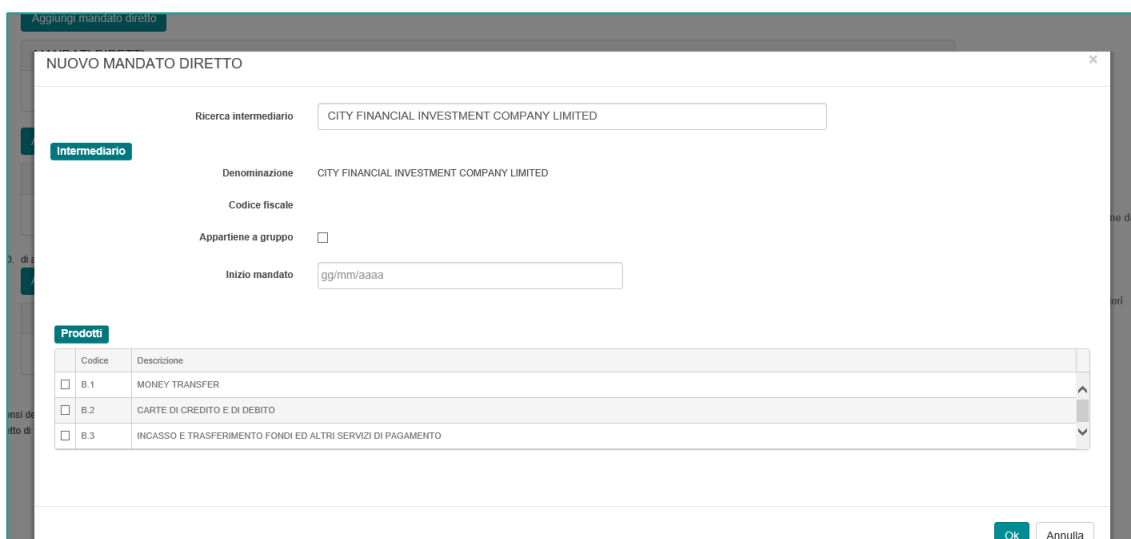 Aggiungi mandato diretto
NUOVO MANDATO DIRETTO ×
Ricerca intermediario CITY FINANCIAL INVESTMENT COMPANY LIMITED
Intermediario
Denominazione CITY FINANCIAL INVESTMENT COMPANY LIMITED
Codice fiscale
Appartiene a gruppo
Inizio mandato gg/mm/aaaa
Prodotti
Codice Descrizione
B.1 MONEY TRANSFER
B.2 CARTE DI CREDITO E DI DEBITO
B.3 INCASSO E TRASFERIMENTO FONDI ED ALTRI SERVIZI DI PAGAMENTO
Ok Annulla